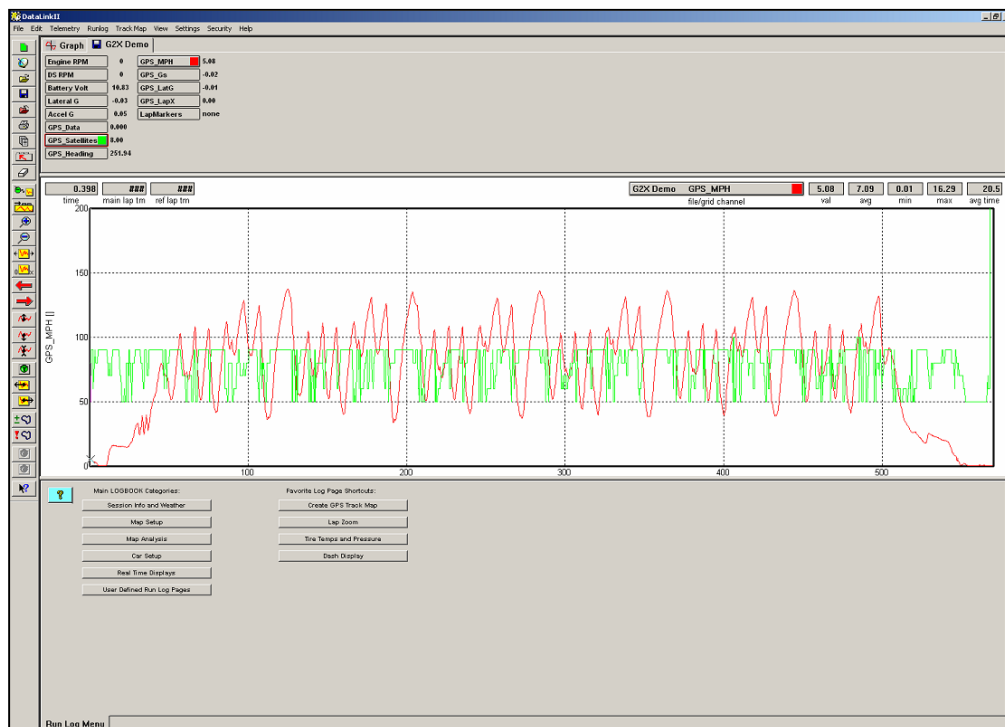 DataLinkII
File Edit Telemetry Runlog Track Map View Settings Security Help
Graph G2X Demo
Engine RPM 0 GPS_MPH 5.08
DS RPM 0 GPS_Gs -0.02
Battery Volt 10.83 GPS_LatG -0.01
Lateral G -0.03 GPS_LapX 0.00
Accel G 0.05 LapMarkers none
GPS_Data 0.000
GPS_Satellites 8.00
GPS_Heading 251.94
0.398 ### ### G2X Demo GPS_MPH 5.08 7.09 0.01 16.29 20.5
time main lap tm ref lap tm file/grid channel val avg min max avg time
200
150
100
50
0
GPS_MPH []
100 200 300 400 500
? Main LOGBOOK Categories: Favorite Log Page Shortcuts:
Session Info and Weather Create GPS Track Map
Map Setup Lap Zoom
Map Analysis Tire Temps and Pressure
Car Setup Dash Display
Real Time Displays
User Defined Run Log Pages
Run Log Menu